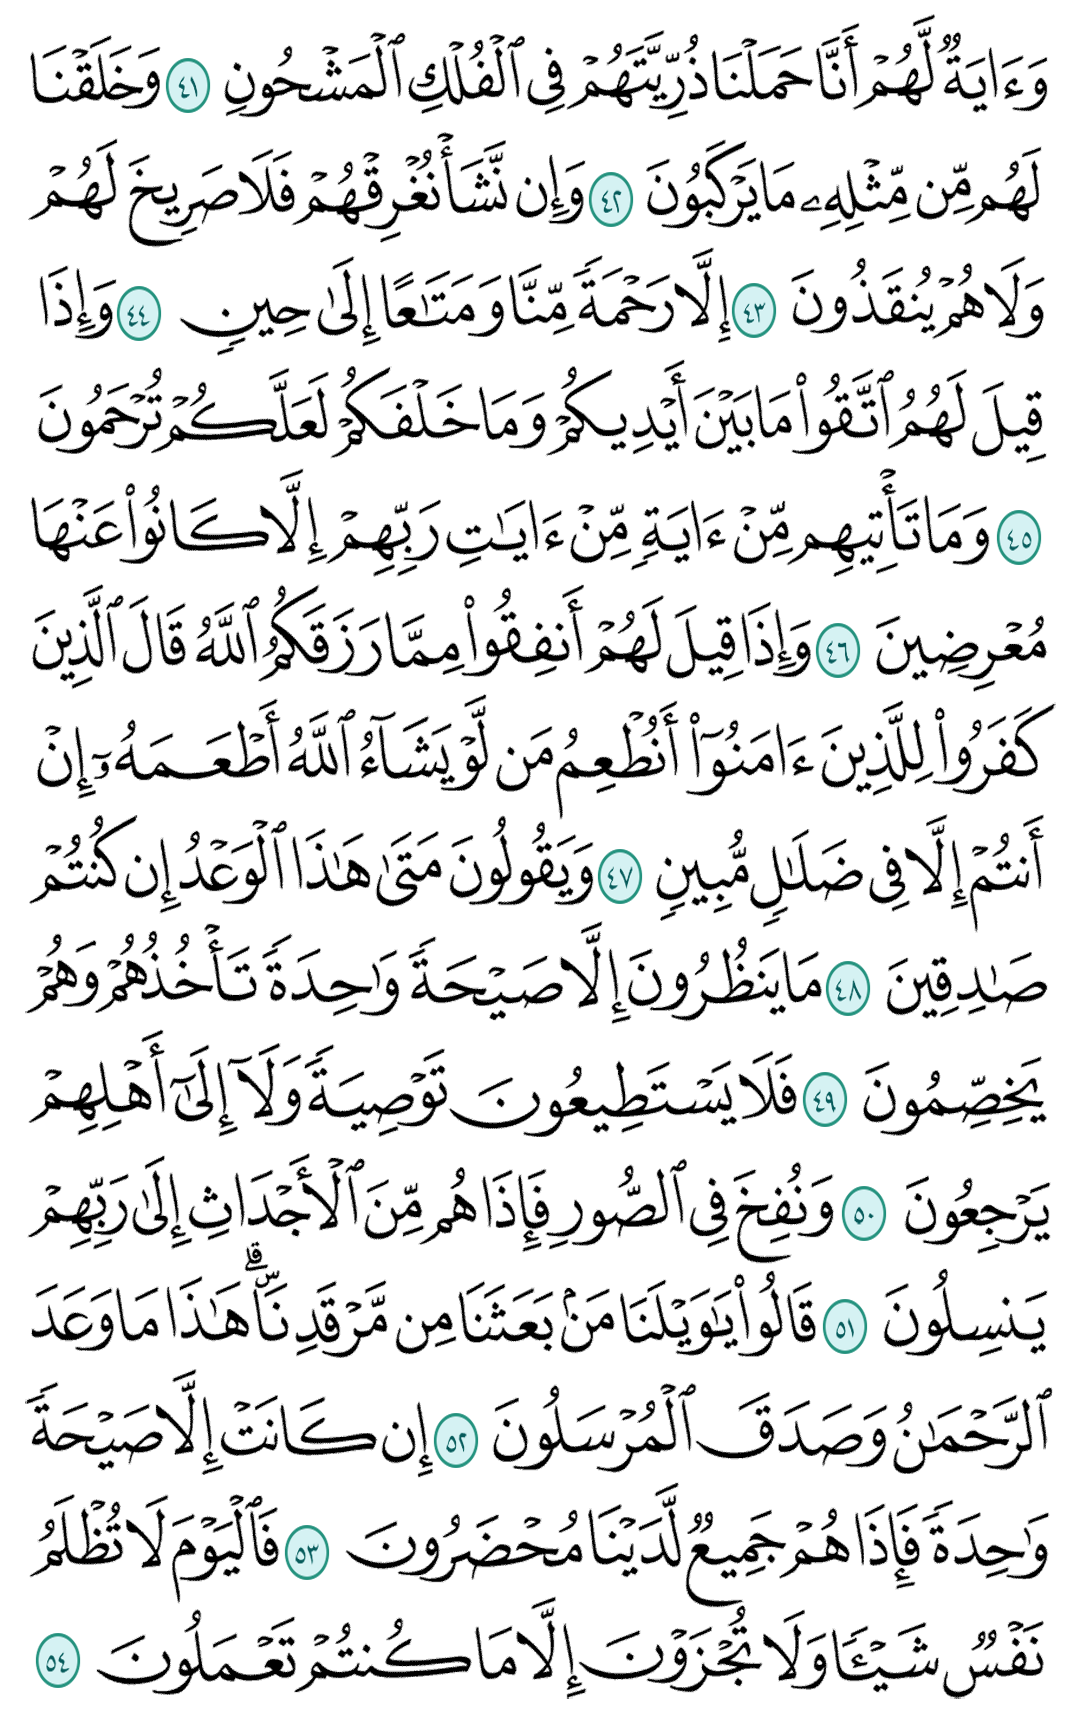 وَءَايَةٌ لَّهُمْ أَنَّا حَمَلْنَا ذُرِّيَّتَهُمْ فِى ٱلْفُلْكِ ٱلْمَشْحُونِ ٤١ وَخَلَقْنَا
لَهُم مِّن مِّثْلِهِۦ مَا يَرْكَبُونَ ٤٢ وَإِن نَّشَأْ نُغْرِقْهُمْ فَلَا صَرِيخَ لَهُمْ
وَلَا هُمْ يُنقَذُونَ ٤٣ إِلَّا رَحْمَةً مِّنَّا وَمَتَـٰعًا إِلَىٰ حِينٍ ٤٤ وَإِذَا
قِيلَ لَهُمُ ٱتَّقُوا۟ مَا بَيْنَ أَيْدِيكُمْ وَمَا خَلْفَكُمْ لَعَلَّكُمْ تُرْحَمُونَ
٤٥ وَمَا تَأْتِيهِم مِّنْ ءَايَةٍ مِّنْ ءَايَـٰتِ رَبِّهِمْ إِلَّا كَانُوا۟ عَنْهَا
مُعْرِضِينَ ٤٦ وَإِذَا قِيلَ لَهُمْ أَنفِقُوا۟ مِمَّا رَزَقَكُمُ ٱللَّهُ قَالَ ٱلَّذِينَ
كَفَرُوا۟ لِلَّذِينَ ءَامَنُوٓا۟ أَنُطْعِمُ مَن لَّوْ يَشَآءُ ٱللَّهُ أَطْعَمَهُۥٓ إِنْ
أَنتُمْ إِلَّا فِى ضَلَـٰلٍ مُّبِينٍ ٤٧ وَيَقُولُونَ مَتَىٰ هَـٰذَا ٱلْوَعْدُ إِن كُنتُمْ
صَـٰدِقِينَ ٤٨ مَا يَنظُرُونَ إِلَّا صَيْحَةً وَٰحِدَةً تَأْخُذُهُمْ وَهُمْ
يَخِصِّمُونَ ٤٩ فَلَا يَسْتَطِيعُونَ تَوْصِيَةً وَلَآ إِلَىٰٓ أَهْلِهِمْ
يَرْجِعُونَ ٥٠ وَنُفِخَ فِى ٱلصُّورِ فَإِذَا هُم مِّنَ ٱلْأَجْدَاثِ إِلَىٰ رَبِّهِمْ
يَنسِلُونَ ٥١ قَالُوا۟ يَـٰوَيْلَنَا مَنۢ بَعَثَنَا مِن مَّرْقَدِنَا ۜ ۗ هَـٰذَا مَا وَعَدَ
ٱلرَّحْمَـٰنُ وَصَدَقَ ٱلْمُرْسَلُونَ ٥٢ إِن كَانَتْ إِلَّا صَيْحَةً
وَٰحِدَةً فَإِذَا هُمْ جَمِيعٌ لَّدَيْنَا مُحْضَرُونَ ٥٣ فَٱلْيَوْمَ لَا تُظْلَمُ
نَفْسٌ شَيْـًٔا وَلَا تُجْزَوْنَ إِلَّا مَا كُنتُمْ تَعْمَلُونَ ٥٤